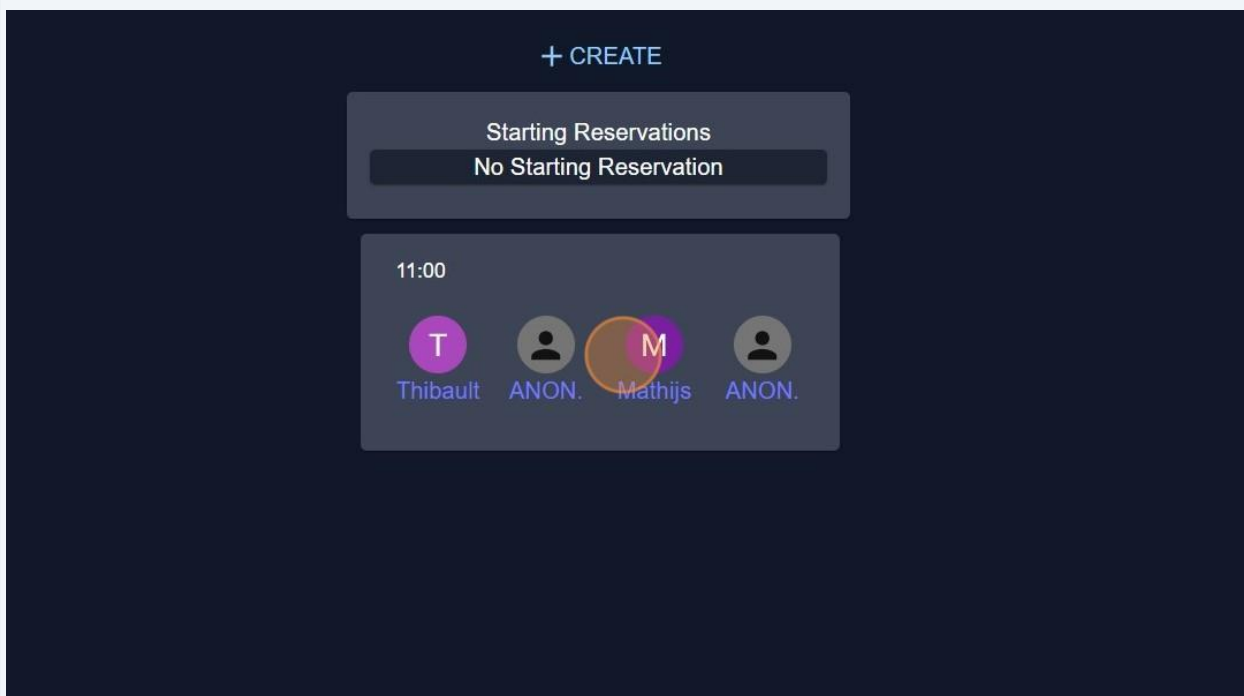 + CREATE
Starting Reservations
No Starting Reservation
11:00
T M
Thibault ANON. Mathijs ANON.